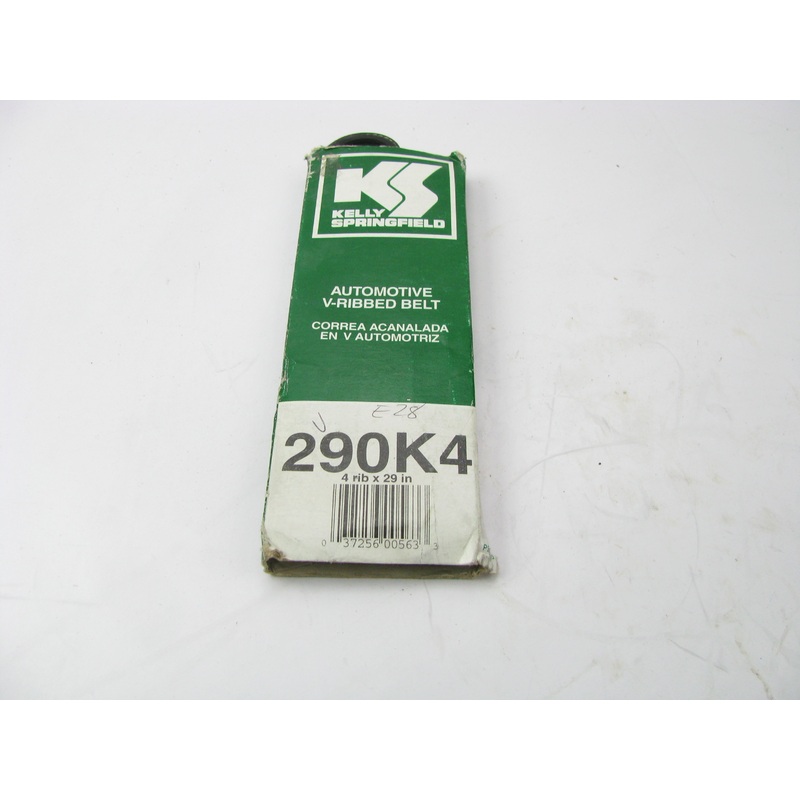 KS
KELLY
SPRINGFIELD
AUTOMOTIVE
V-RIBBED BELT
CORREA ACANALADA
EN V AUTOMOTRIZ
E28
290K4
4 rib x 29 in
0 37256 00563 3